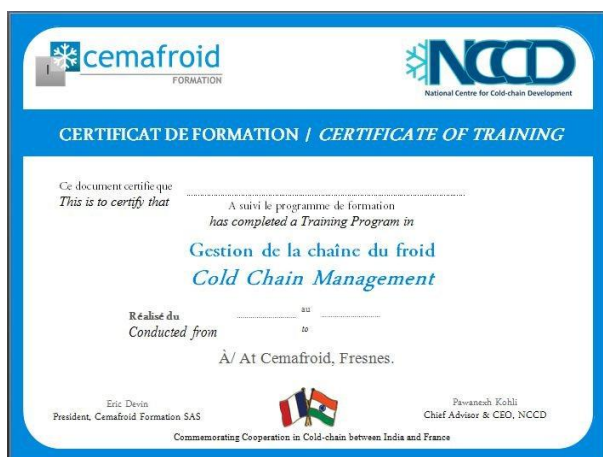 cemafroid
FORMATION
NCCD
National Centre for Cold-chain Development
CERTIFICAT DE FORMATION / CERTIFICATE OF TRAINING
Ce document certifie que
This is to certify that
A suivi le programme de formation
has completed a Training Program in
Gestion de la chaîne du froid
Cold Chain Management
Réalisé du au
Conducted from to
À/ At Cemafroid, Fresnes.
Eric Devin
President, Cemafroid Formation SAS
Pawanexh Kohli
Chief Advisor & CEO, NCCD
Commemorating Cooperation in Cold-chain between India and France